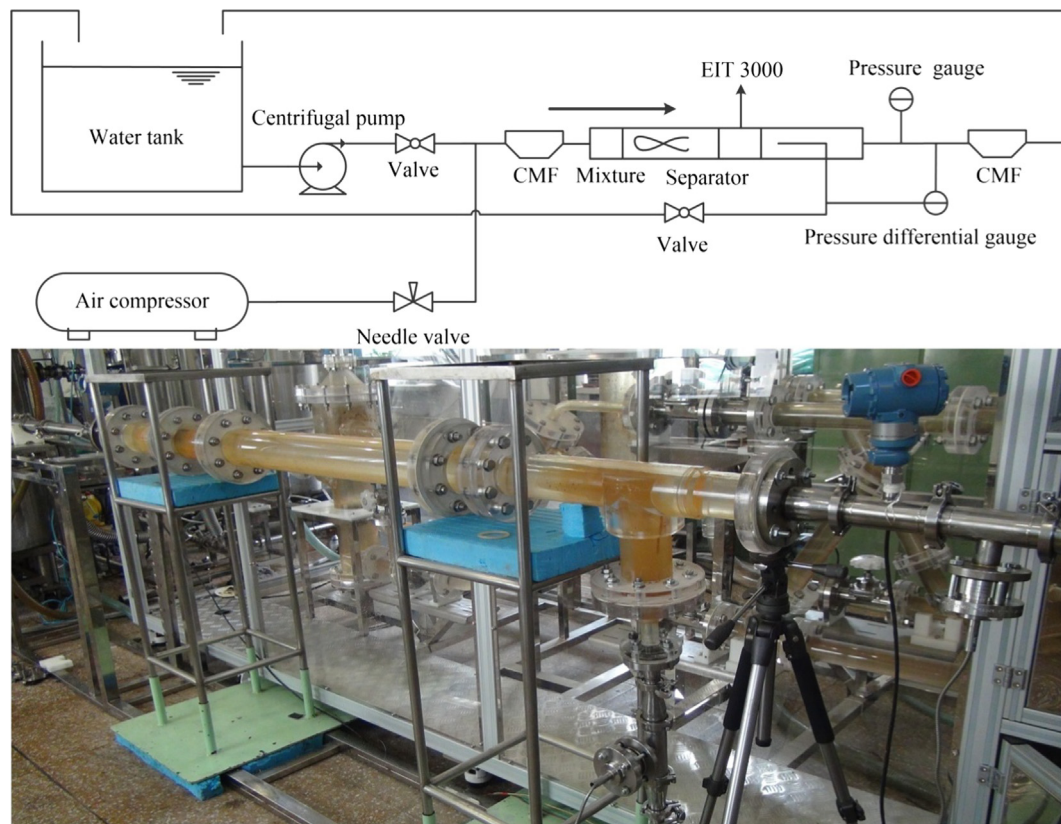 EIT 3000
Pressure gauge
Centrifugal pump
Water tank
Valve
CMF
Mixture
Separator
CMF
Valve
Pressure differential gauge
Air compressor
Needle valve